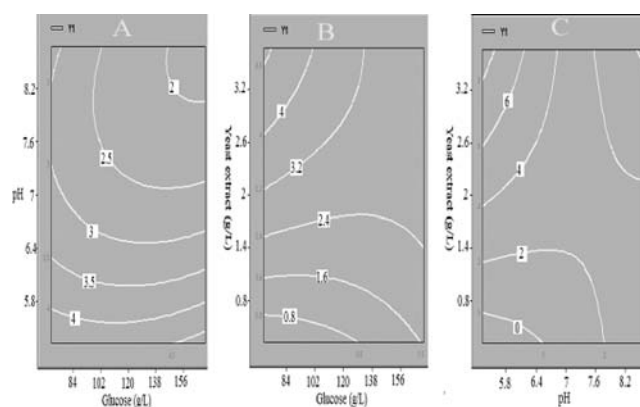 Y1 A
8.2
7.6
7
6.4
5.8
pH
2
2.5
3
3.5
4
84 102 120 138 156
Glucose (g/L)
Y1 B
3.2
2.6
2
1.4
0.8
Yeast extract (g/L)
4
3.2
2.4
1.6
0.8
84 102 120 138 156
Glucose (g/L)
Y1 C
3.2
2.6
2
1.4
0.8
Yeast extract (g/L)
6
4
2
0
5.8 6.4 7 7.6 8.2
pH